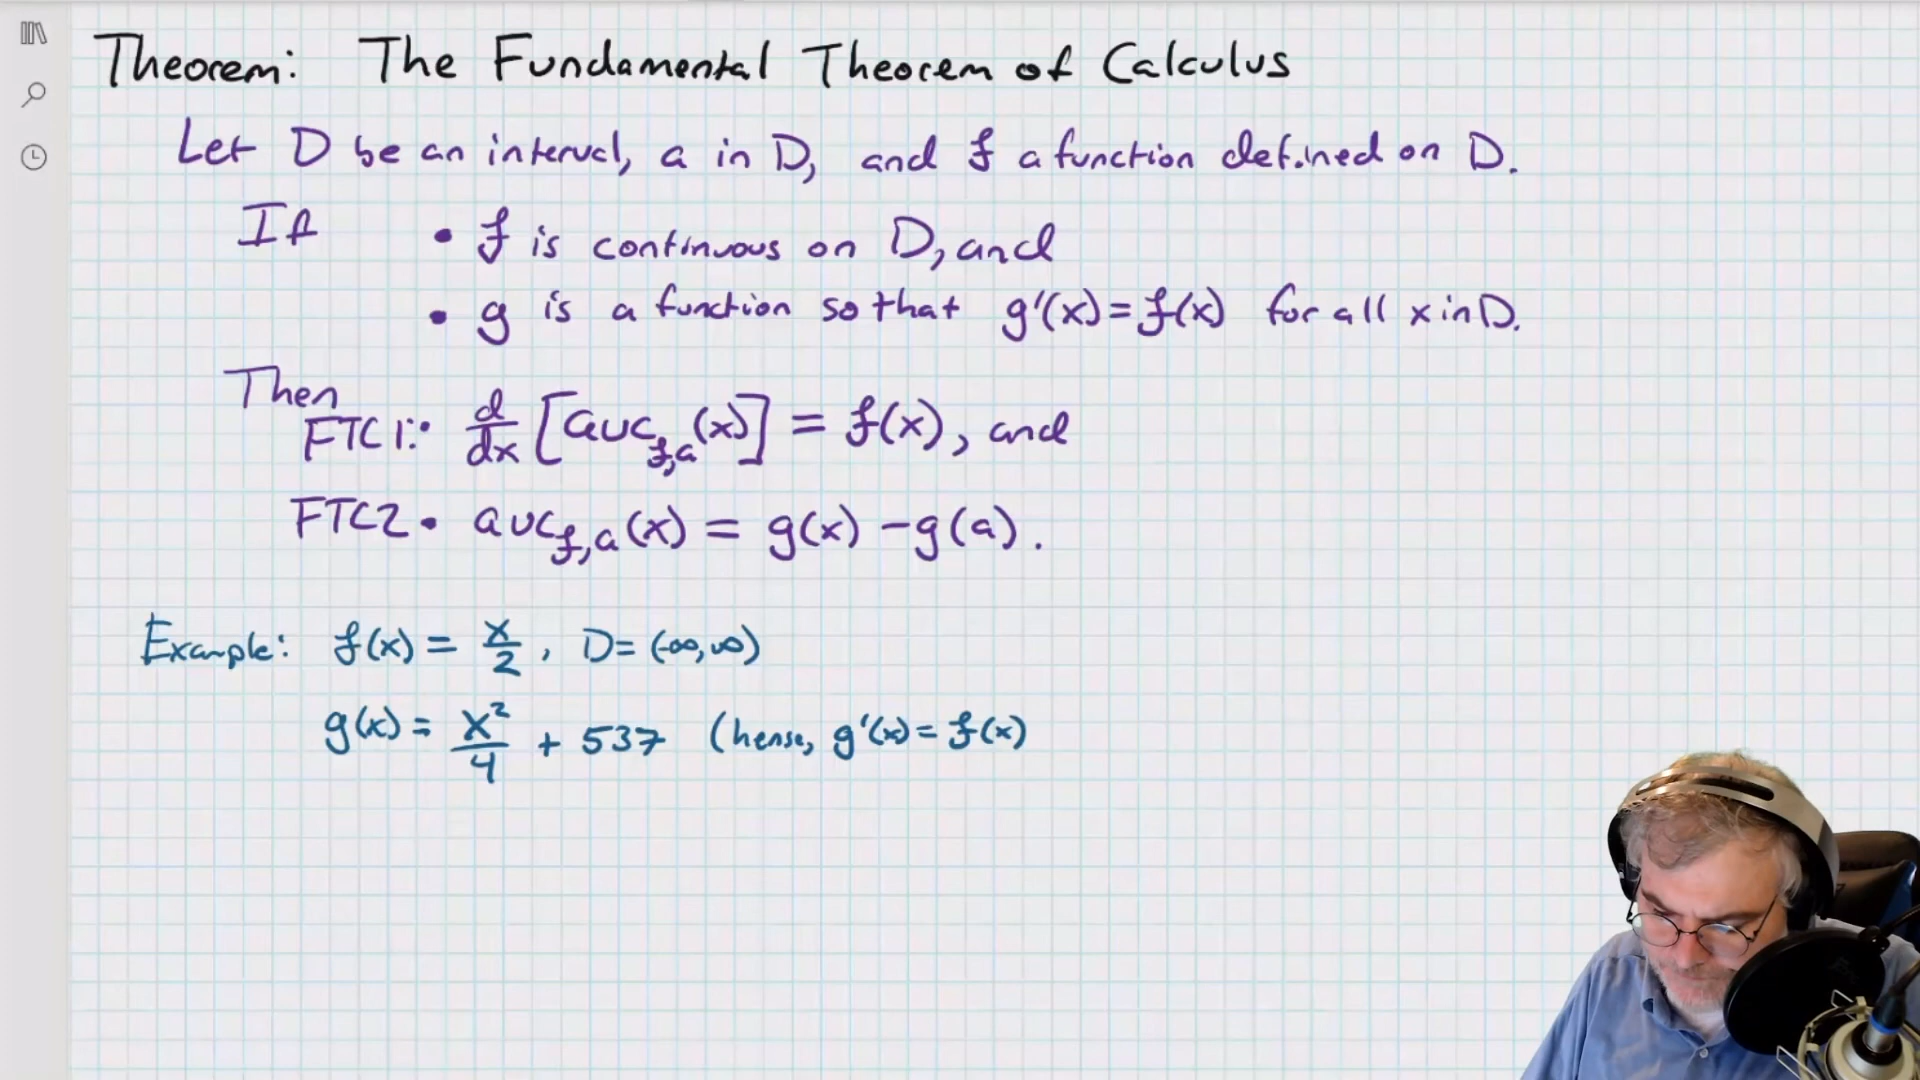 Theorem: The Fundamental Theorem of Calculus
Let D be an interval, a in D, and f a function defined on D.
If • f is continuous on D, and
• g is a function so that g'(x) = f(x) for all x in D.
Then
FTC1: • d/dx [auc_{f,a}(x)] = f(x), and
FTC2 • auc_{f,a}(x) = g(x) - g(a).
Example: f(x) = x/2, D = (-∞, ∞)
g(x) = x²/4 + 537 (hense, g'(x) = f(x)